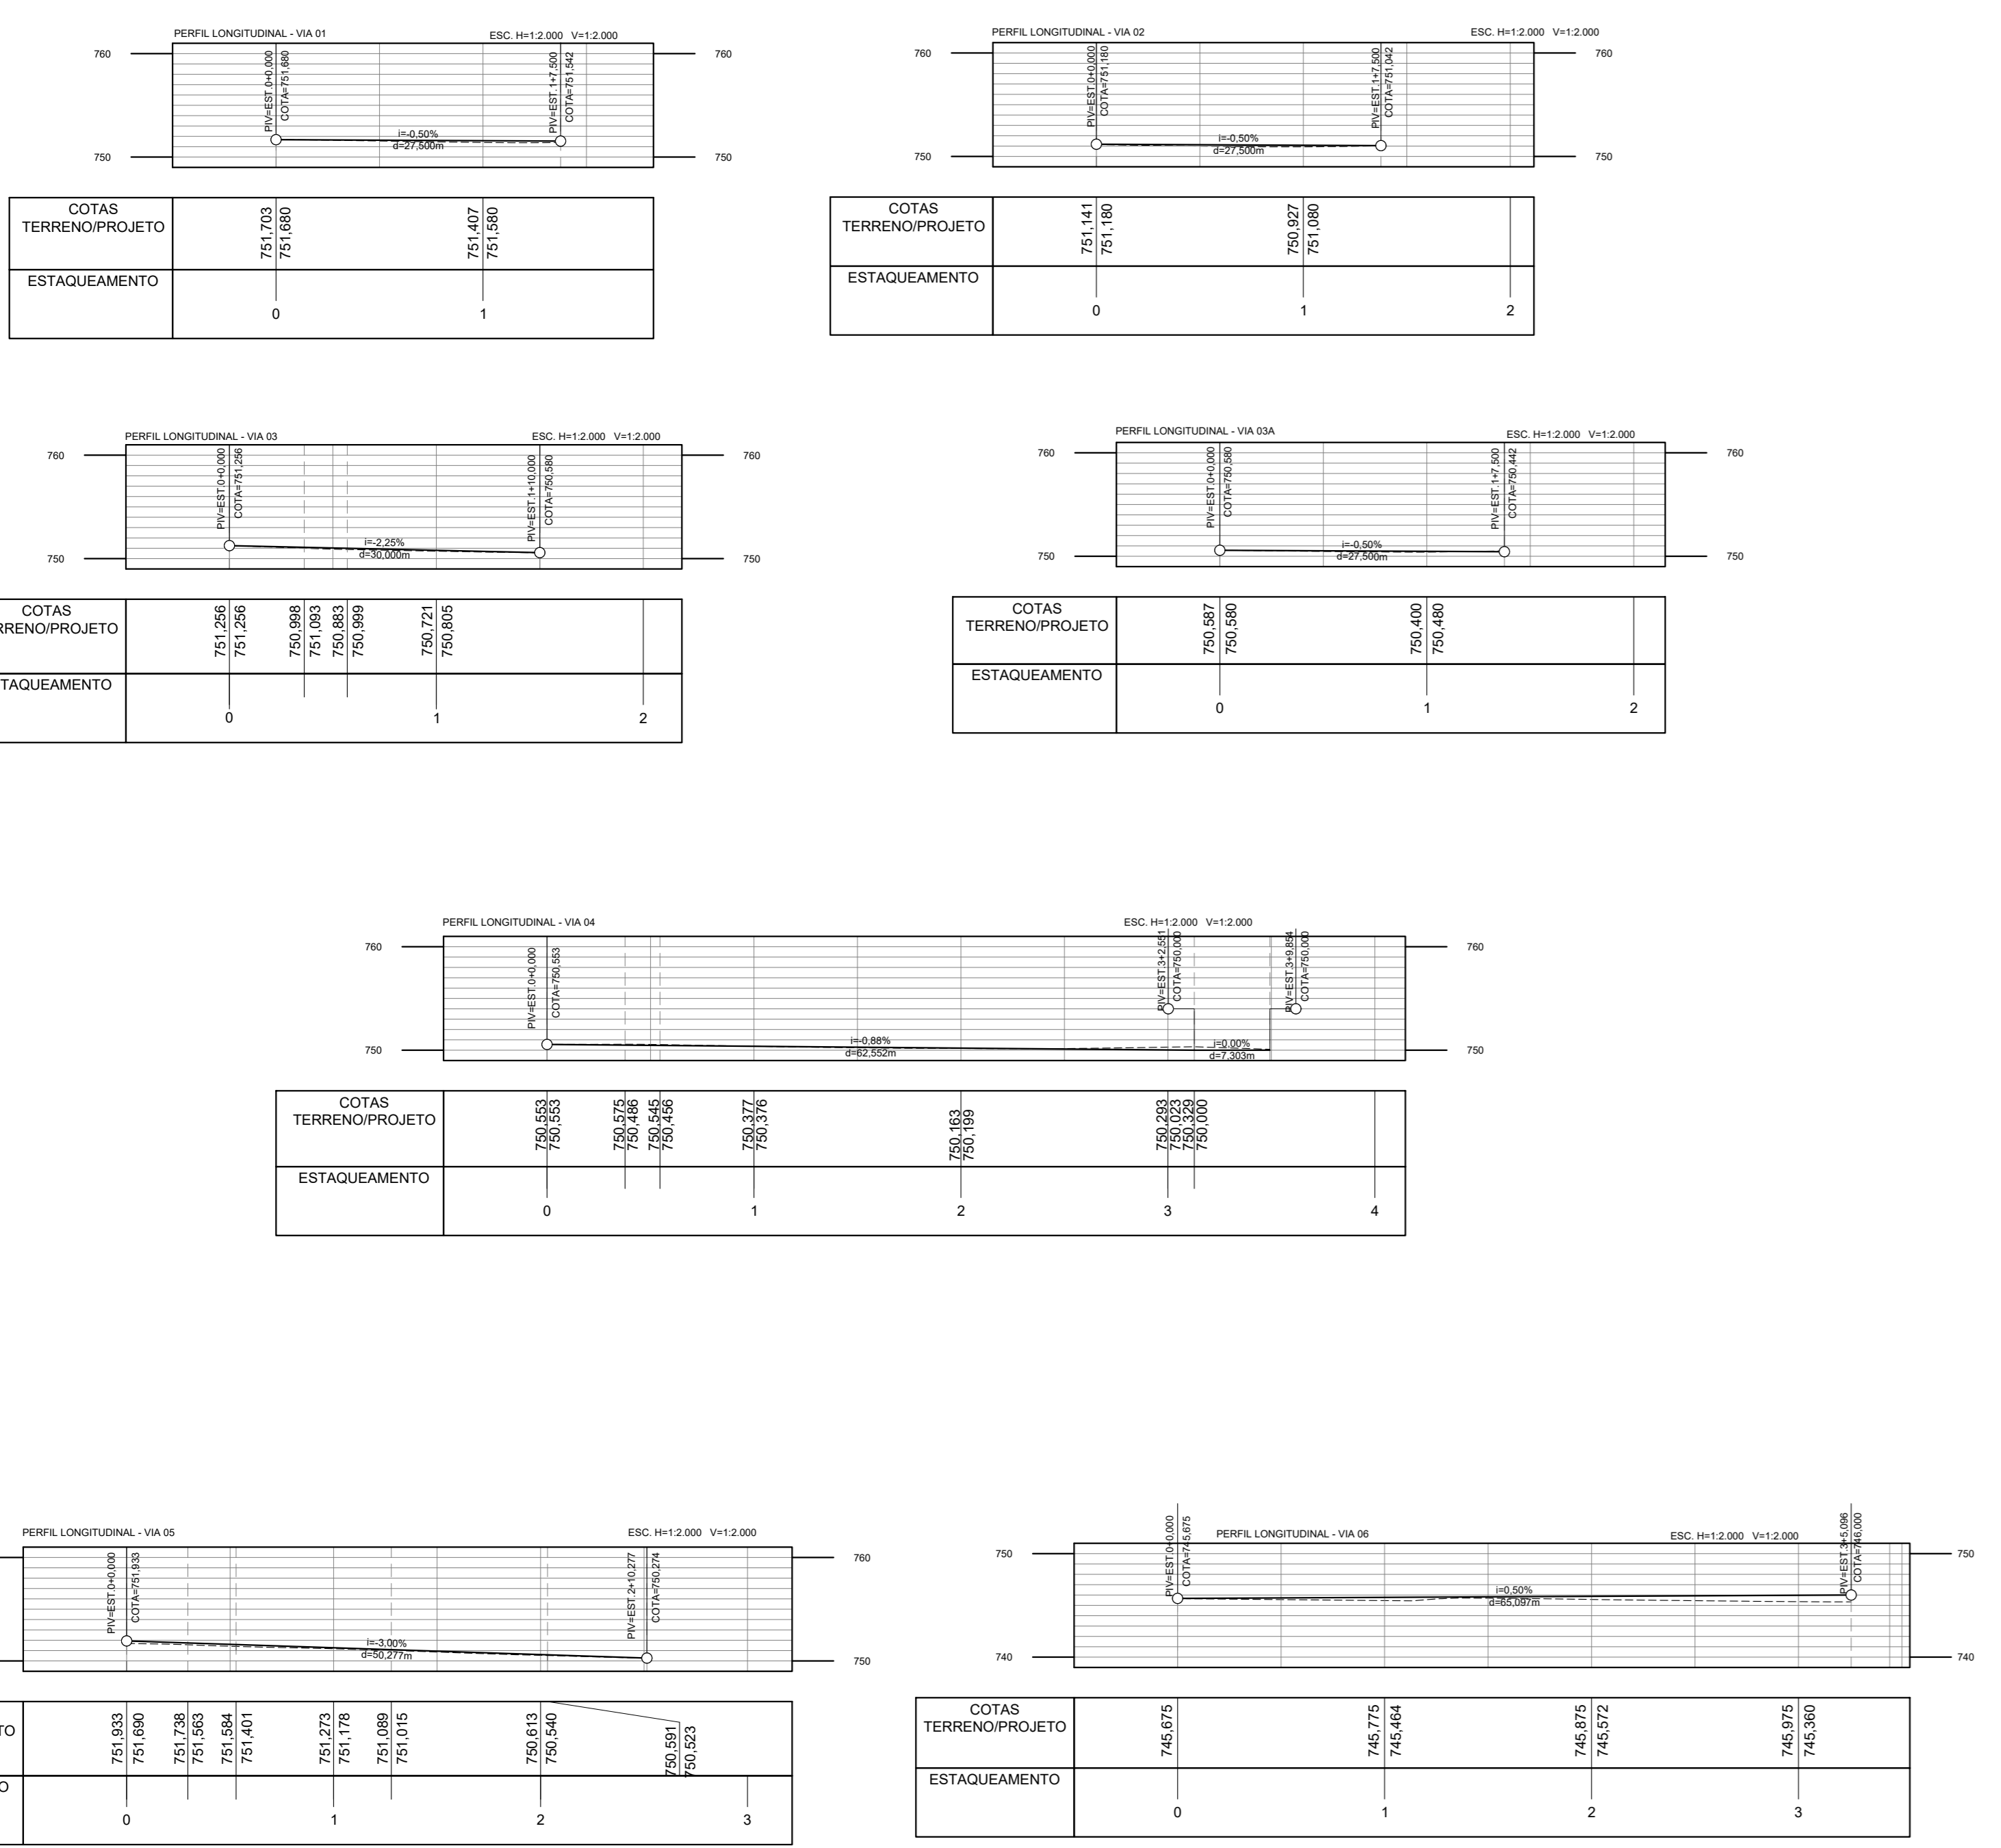 PERFIL LONGITUDINAL - VIA 01
ESC. H=1:2.000 V=1:2.000
760
760
PIV=EST.0+0,000
COTA=751,680
PIV=EST.1+7,500
COTA=751,542
i=-0,50%
d=27,500m
750
750
COTAS
TERRENO/PROJETO
751,703
751,680
751,407
751,580
ESTAQUEAMENTO
0
1
PERFIL LONGITUDINAL - VIA 02
ESC. H=1:2.000 V=1:2.000
760
760
PIV=EST.0+0,000
COTA=751,180
PIV=EST.1+7,500
COTA=751,042
i=-0,50%
d=27,500m
750
750
COTAS
TERRENO/PROJETO
751,141
751,180
750,927
751,080
ESTAQUEAMENTO
0
1
2
PERFIL LONGITUDINAL - VIA 03
ESC. H=1:2.000 V=1:2.000
760
760
PIV=EST.0+0,000
COTA=751,256
PIV=EST.1+10,000
COTA=750,580
i=-2,25%
d=30,000m
750
750
COTAS
RRENO/PROJETO
751,256
751,256
750,998
751,093
750,883
750,999
750,721
750,805
TAQUEAMENTO
0
1
2
PERFIL LONGITUDINAL - VIA 03A
ESC. H=1:2.000 V=1:2.000
760
760
PIV=EST.0+0,000
COTA=750,580
PIV=EST.1+7,500
COTA=750,442
i=-0,50%
d=27,500m
750
750
COTAS
TERRENO/PROJETO
750,587
750,580
750,400
750,480
ESTAQUEAMENTO
0
1
2
PERFIL LONGITUDINAL - VIA 04
ESC. H=1:2.000 V=1:2.000
760
760
PIV=EST.0+0,000
COTA=750,553
PIV=EST.3+2,551
COTA=750,000
PIV=EST.3+9,854
COTA=750,000
i=-0,88%
d=62,552m
i=0.00%
d=7,303m
750
750
COTAS
TERRENO/PROJETO
750,553
750,553
750,575
750,486
750,545
750,456
750,377
750,376
750,163
750,199
750,293
750,023
750,329
750,000
ESTAQUEAMENTO
0
1
2
3
4
PERFIL LONGITUDINAL - VIA 05
ESC. H=1:2.000 V=1:2.000
760
PIV=EST.0+0,000
COTA=751,933
PIV=EST.2+10,277
COTA=750,274
i=-3,00%
d=50,277m
750
TO
751,933
751,690
751,738
751,563
751,584
751,401
751,273
751,178
751,089
751,015
750,613
750,540
750,591
750,523
O
0
1
2
3
PERFIL LONGITUDINAL - VIA 06
ESC. H=1:2.000 V=1:2.000
750
750
PIV=EST.0+0,000
COTA=745,675
PIV=EST.3+5,096
COTA=746,000
i=0,50%
d=65,097m
740
740
COTAS
TERRENO/PROJETO
745,675
745,775
745,464
745,875
745,572
745,975
745,360
ESTAQUEAMENTO
0
1
2
3